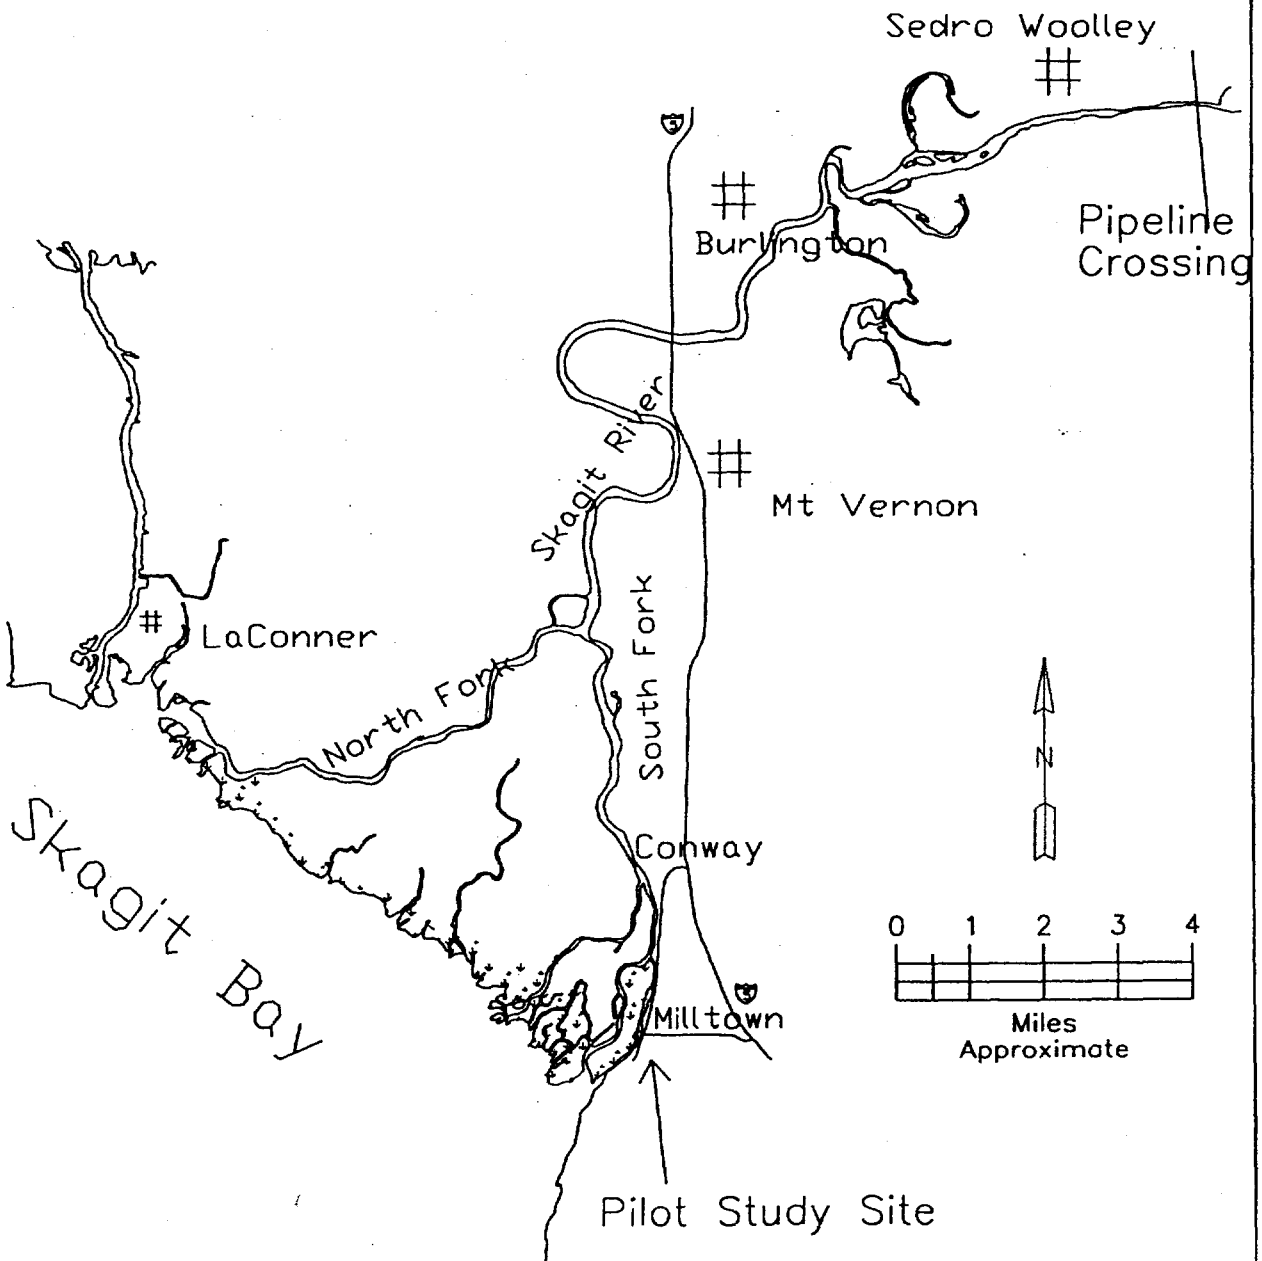 Sedro Woolley
5
Burlington
Pipeline
Crossing
Skagit River
Mt Vernon
LaConner
North Fork
South Fork
N
Conway
Skagit Bay
0 1 2 3 4
Miles
Approximate
5
Milltown
Pilot Study Site